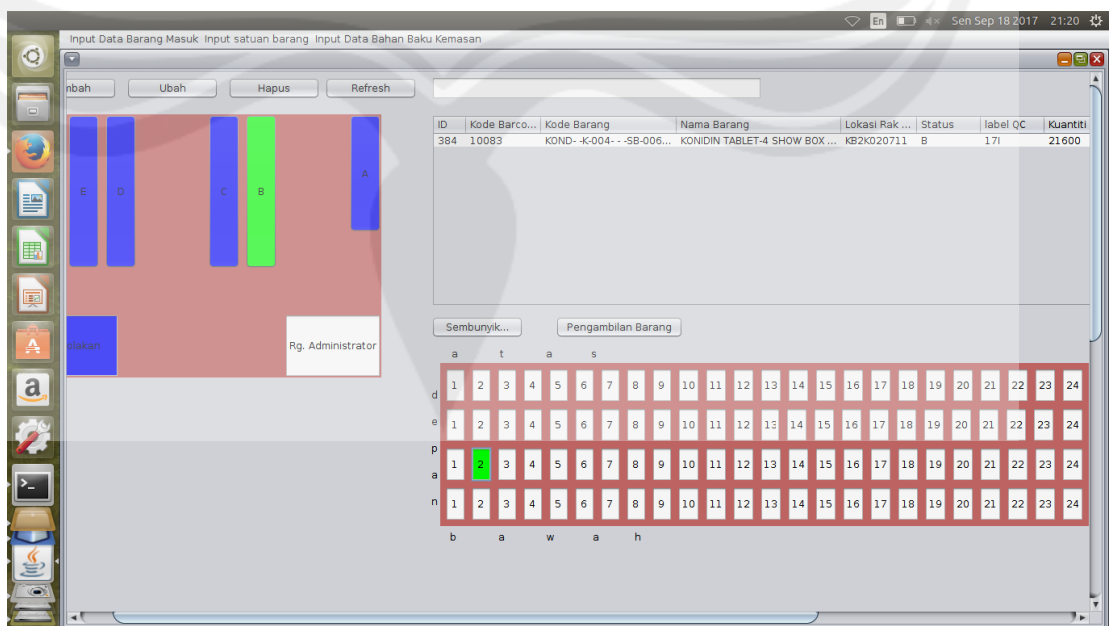 En Sen Sep 18 2017 21:20
Input Data Barang Masuk Input satuan barang Input Data Bahan Baku Kemasan
mbah Ubah Hapus Refresh
E D C B A
olakan Rg. Administrator
ID Kode Barco... Kode Barang Nama Barang Lokasi Rak ... Status label QC Kuantiti
384 10083 KOND- -K-004- - -SB-006... KONIDIN TABLET-4 SHOW BOX ... KB2K020711 B 17I 21600
Sembunyik... Pengambilan Barang
a t a s
d e p a n
1 2 3 4 5 6 7 8 9 10 11 12 13 14 15 16 17 18 19 20 21 22 23 24
1 2 3 4 5 6 7 8 9 10 11 12 13 14 15 16 17 18 19 20 21 22 23 24
1 2 3 4 5 6 7 8 9 10 11 12 13 14 15 16 17 18 19 20 21 22 23 24
1 2 3 4 5 6 7 8 9 10 11 12 13 14 15 16 17 18 19 20 21 22 23 24
b a w a h